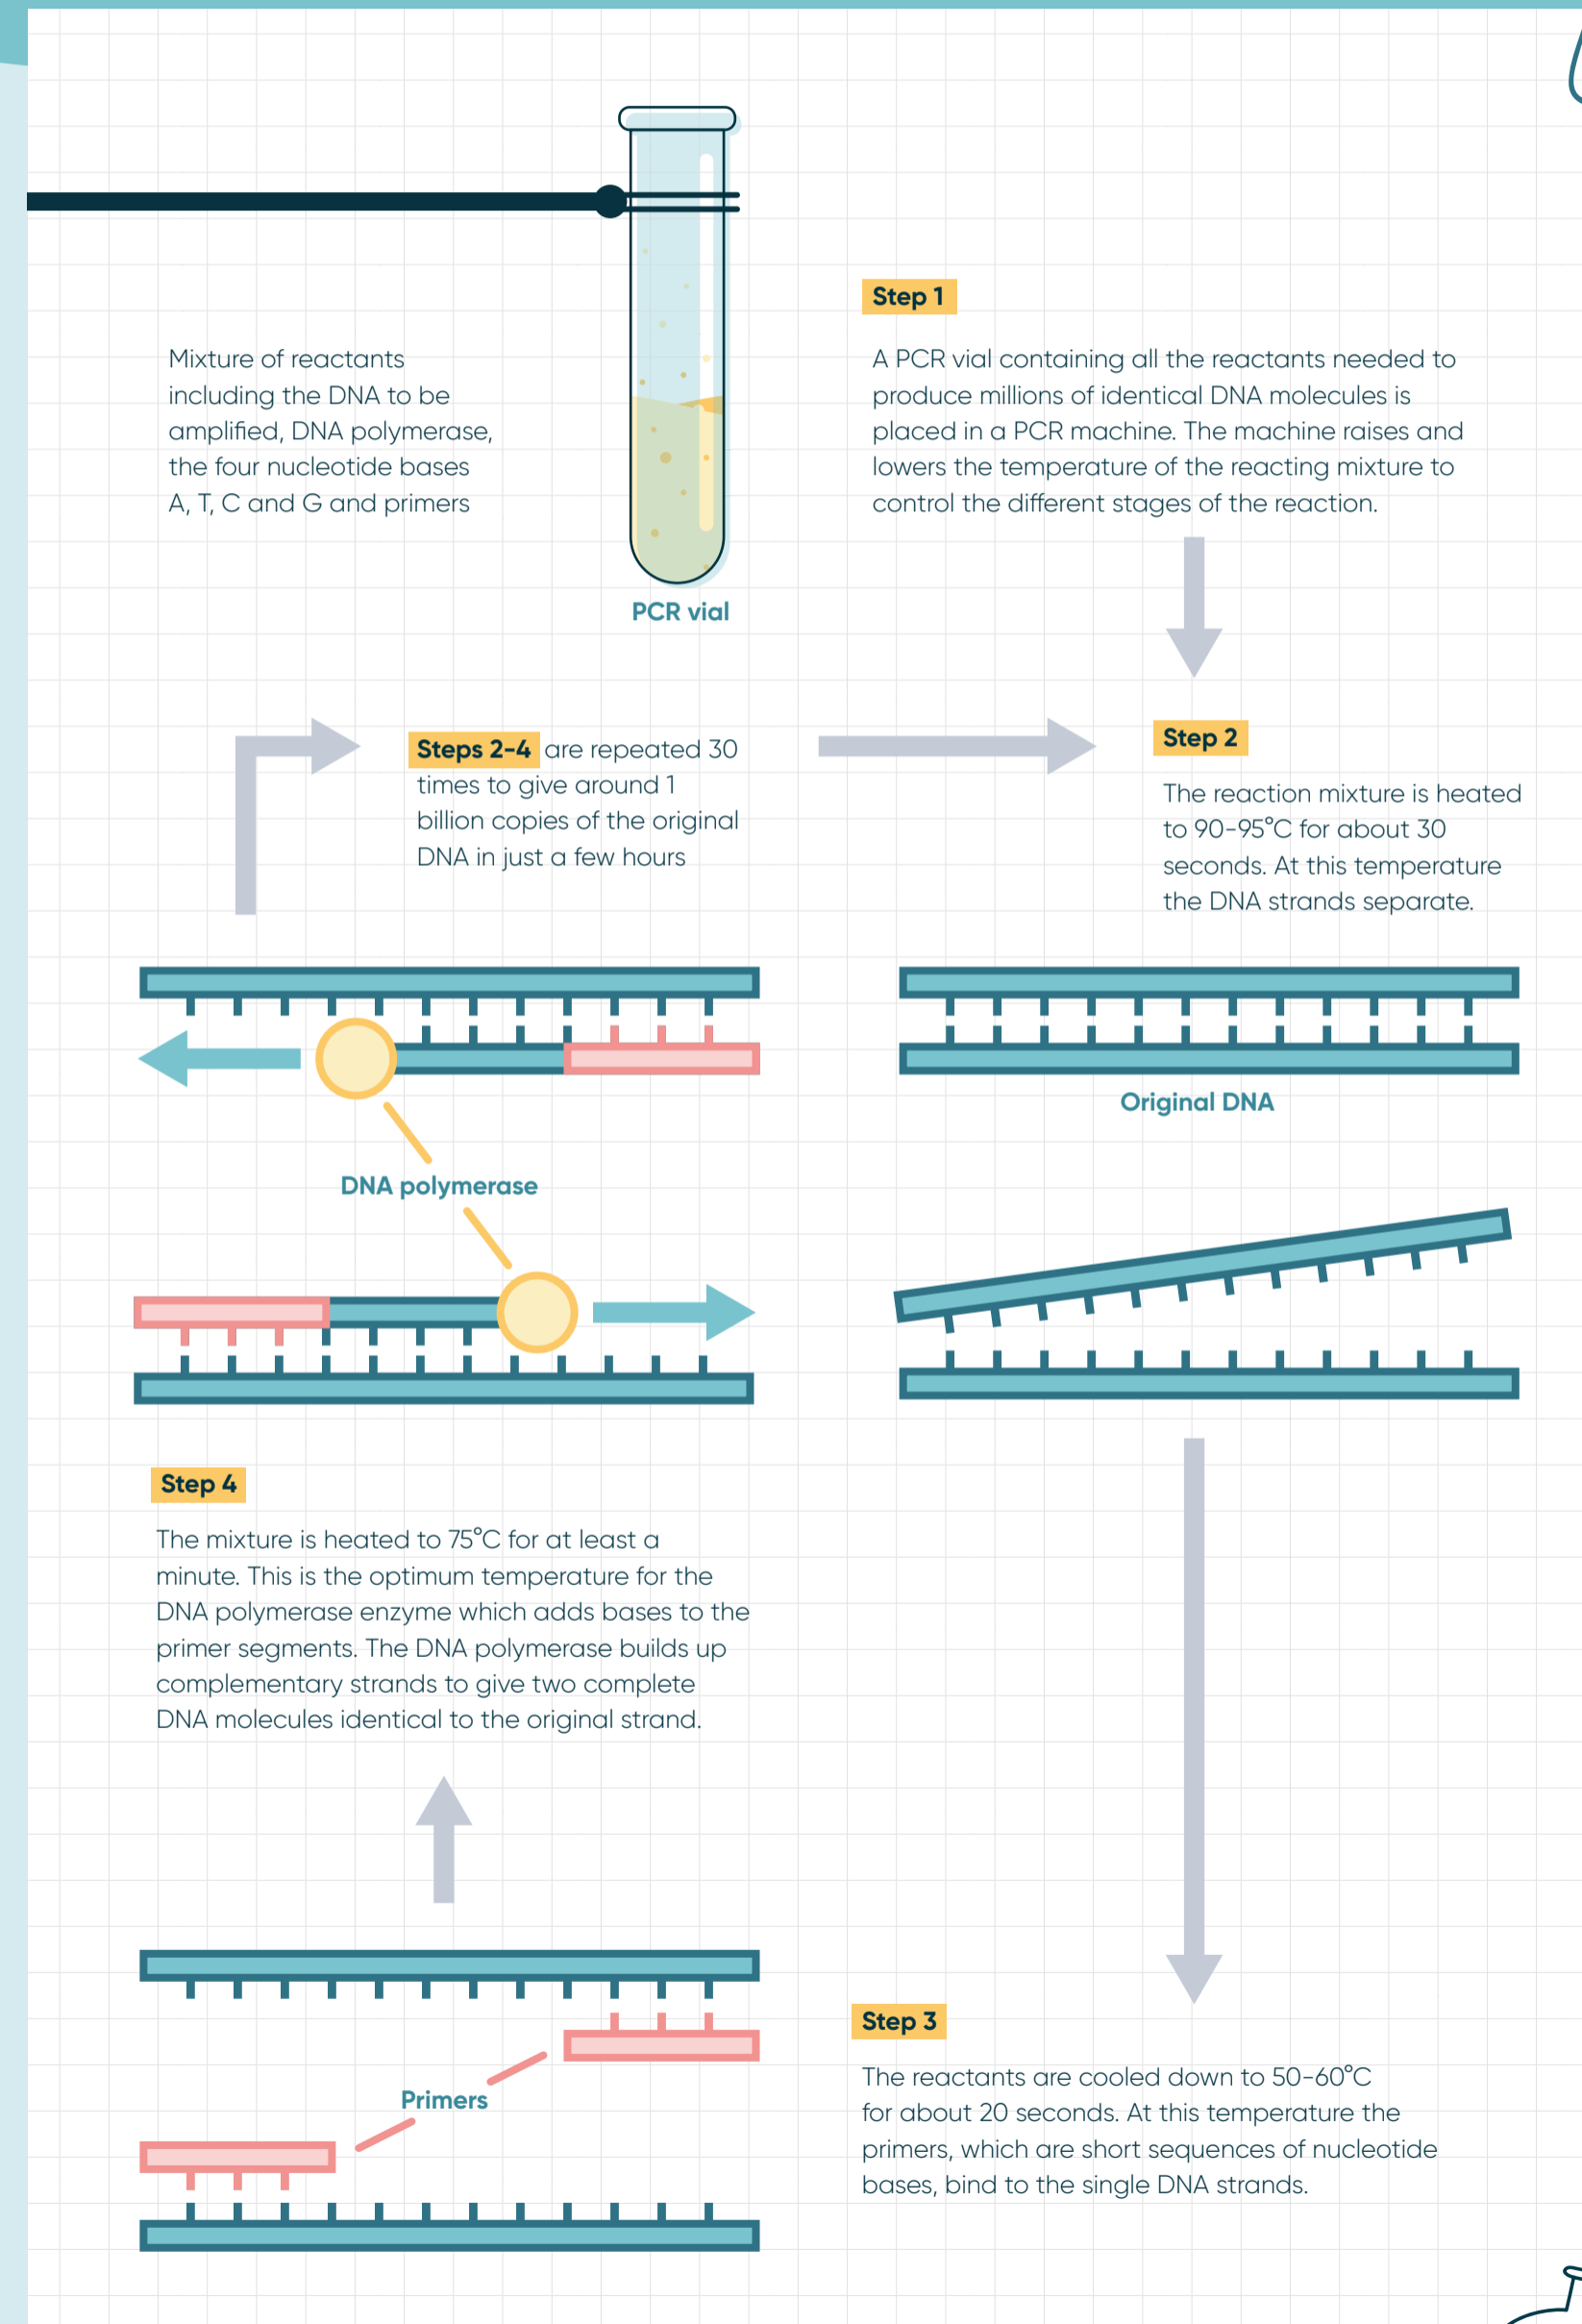 Mixture of reactants
including the DNA to be
amplified, DNA polymerase,
the four nucleotide bases
A, T, C and G and primers
PCR vial
Step 1
A PCR vial containing all the reactants needed to
produce millions of identical DNA molecules is
placed in a PCR machine. The machine raises and
lowers the temperature of the reacting mixture to
control the different stages of the reaction.
Steps 2-4 are repeated 30
times to give around 1
billion copies of the original
DNA in just a few hours
Step 2
The reaction mixture is heated
to 90-95°C for about 30
seconds. At this temperature
the DNA strands separate.
Original DNA
DNA polymerase
Step 4
The mixture is heated to 75°C for at least a
minute. This is the optimum temperature for the
DNA polymerase enzyme which adds bases to the
primer segments. The DNA polymerase builds up
complementary strands to give two complete
DNA molecules identical to the original strand.
Primers
Step 3
The reactants are cooled down to 50-60°C
for about 20 seconds. At this temperature the
primers, which are short sequences of nucleotide
bases, bind to the single DNA strands.